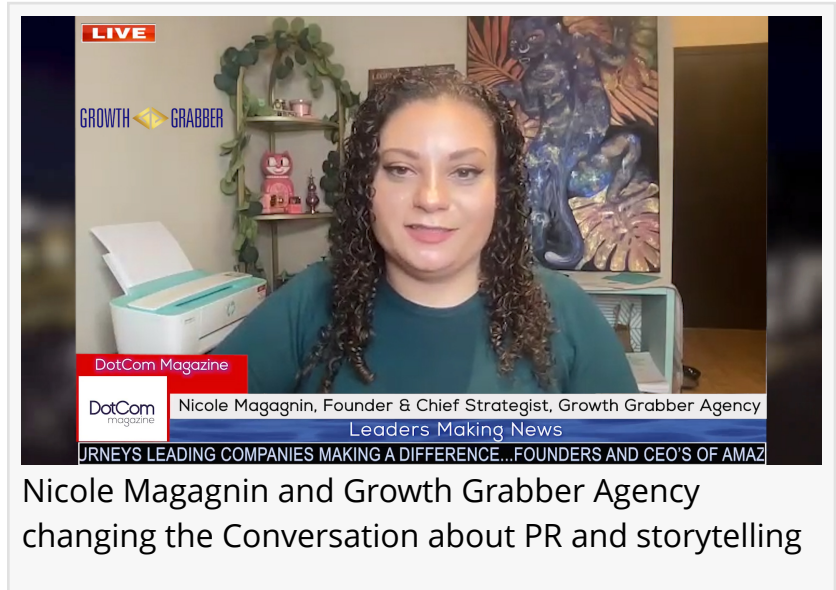 LIVE
GROWTH GRABBER
DotCom Magazine
DotCom
magazine
Nicole Magagnin, Founder & Chief Strategist, Growth Grabber Agency
Leaders Making News
URNEYS LEADING COMPANIES MAKING A DIFFERENCE...FOUNDERS AND CEO'S OF AMAZ
Nicole Magagnin and Growth Grabber Agency
changing the Conversation about PR and storytelling